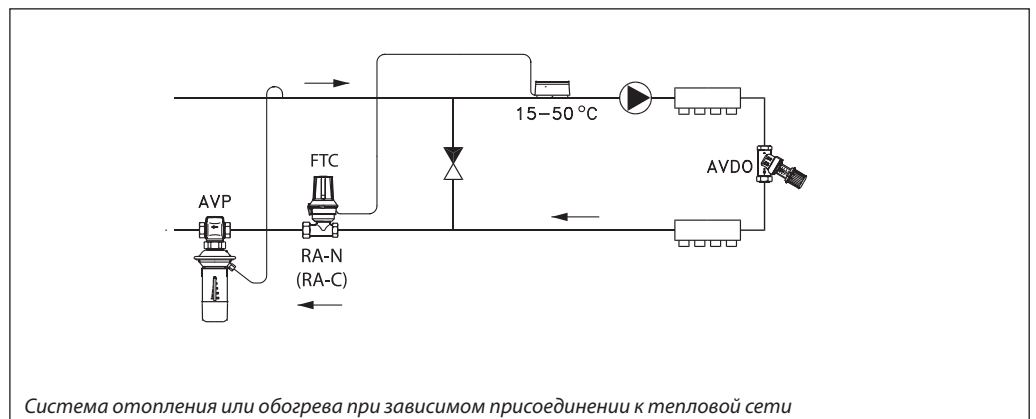 15–50 °C
FTC
AVDO
AVP
RA-N
(RA-C)
Система отопления или обогрева при зависимом присоединении к тепловой сети